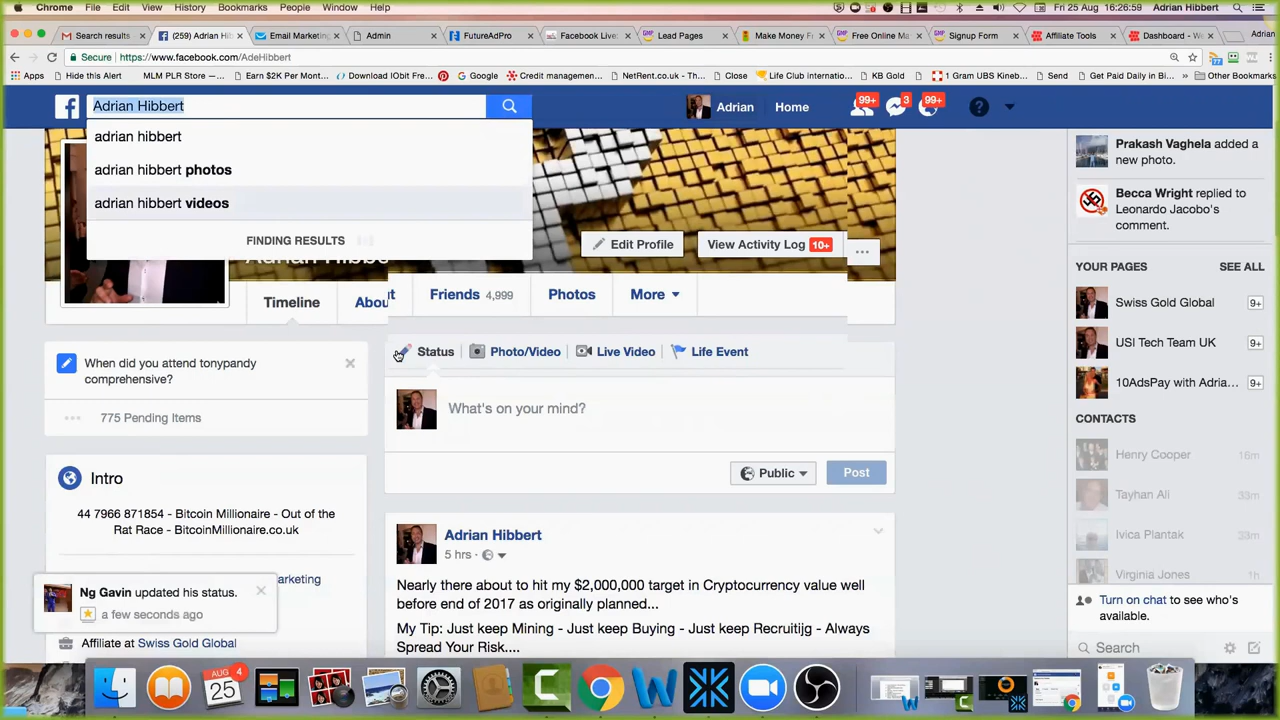 Chrome File Edit View History Bookmarks People Window Help Fri 25 Aug 16:26:59 Adrian Hibbert
Search results × (259) Adrian Hib × Email Marketing × Admin × FutureAdPro × Facebook Live × Lead Pages × Make Money F × Free Online Ma × Signup Form × Affiliate Tools × Dashboard - We × Adrian
Secure https://www.facebook.com/AdeHibbert
Apps Hide this Alert MLM PLR Store — Earn $2K Per Month Download IObit Fre Google Credit managemen… NetRent.co.uk - Th… Close Life Club internatio… KB Gold 1 Gram UBS Kineb… Send Get Paid Daily in Bi… Other Bookmarks
Adrian Hibbert
Adrian Home 99+ 3 99+
adrian hibbert
adrian hibbert photos
adrian hibbert videos
FINDING RESULTS
Adrian Hibbe
Edit Profile View Activity Log 10+ …
Timeline About Friends 4,999 Photos More
When did you attend tonypandy
comprehensive?
775 Pending Items
Status Photo/Video Live Video Life Event
What's on your mind?
Public Post
Intro
44 7966 871854 - Bitcoin Millionaire - Out of
the Rat Race - BitcoinMillionaire.co.uk
arketing
Ng Gavin updated his status.
a few seconds ago
Affiliate at Swiss Gold Global
Adrian Hibbert
5 hrs ·
Nearly there about to hit my $2,000,000 target in Cryptocurrency value well
before end of 2017 as originally planned...
My Tip: Just keep Mining - Just keep Buying - Just keep Recruitijg - Always
Spread Your Risk....
Prakash Vaghela added a
new photo.
Becca Wright replied to
Leonardo Jacobo's
comment.
YOUR PAGES SEE ALL
Swiss Gold Global 9+
USI Tech Team UK 9+
10AdsPay with Adria... 9+
CONTACTS
Henry Cooper 16m
Tayhan Ali 33m
Ivica Plantak 33m
Virginia Jones 1h
Turn on chat to see who's
available.
Search
AUG 4
25